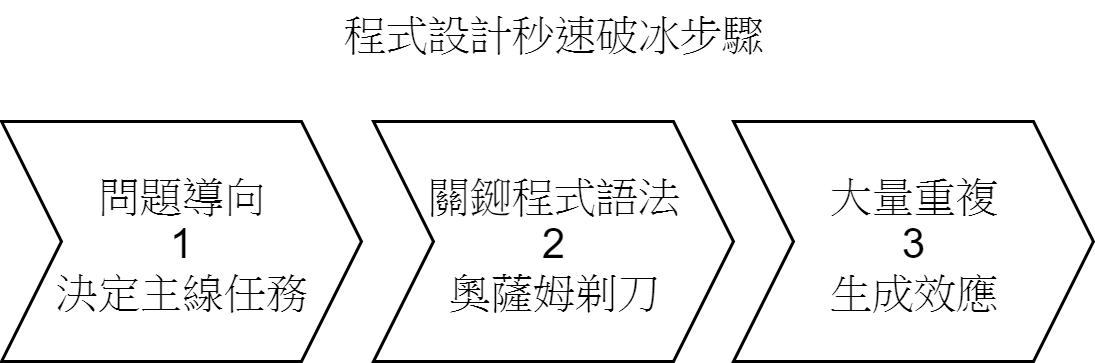 程式設計秒速破冰步驟
問題導向
1
決定主線任務
關鍘程式語法
2
奧薩姆剃刀
大量重複
3
生成效應